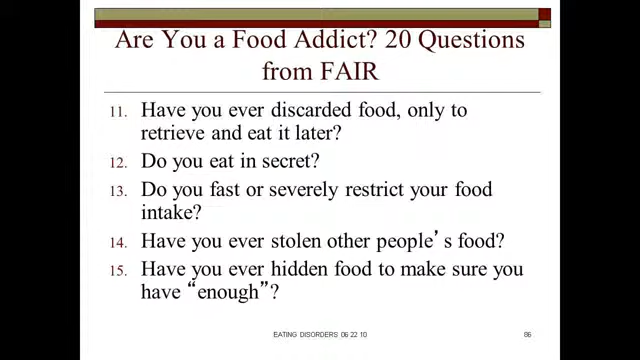 Are You a Food Addict? 20 Questions
from FAIR
11. Have you ever discarded food, only to
retrieve and eat it later?
12. Do you eat in secret?
13. Do you fast or severely restrict your food
intake?
14. Have you ever stolen other people’s food?
15. Have you ever hidden food to make sure you
have “enough”?
EATING DISORDERS 06 22 10
86